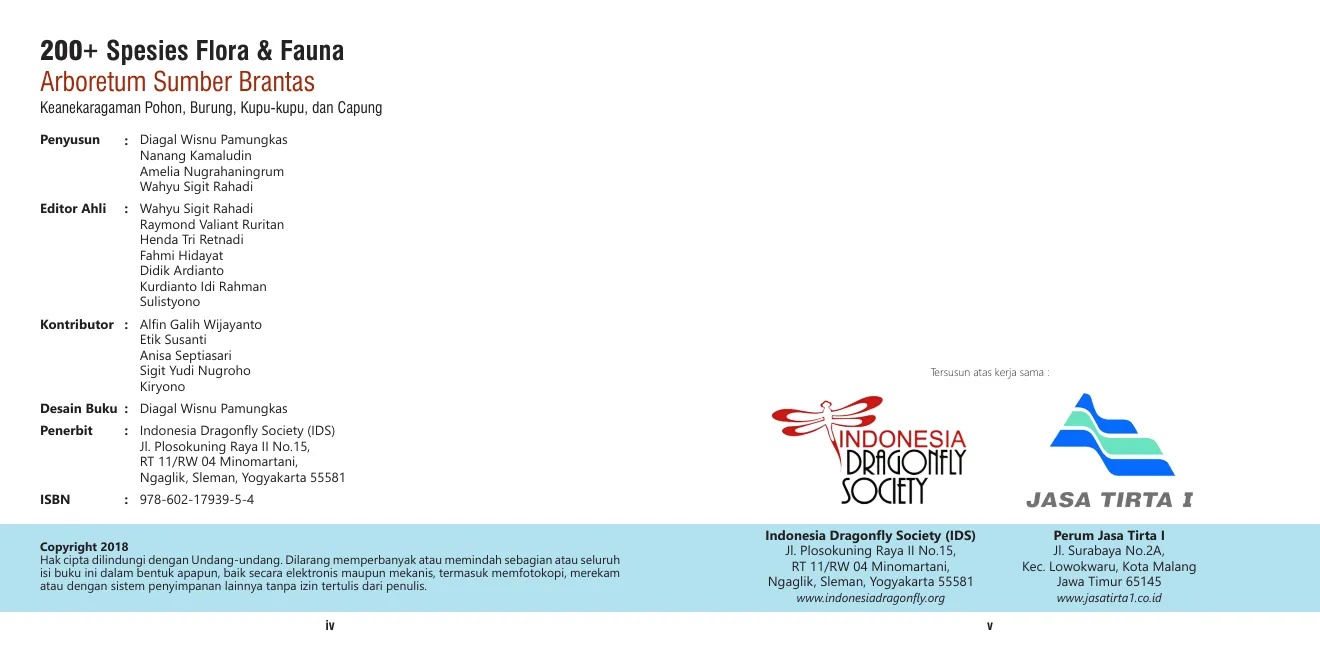 200+ Spesies Flora & Fauna
Arboretum Sumber Brantas
Keanekaragaman Pohon, Burung, Kupu-kupu, dan Capung
Penyusun : Diagal Wisnu Pamungkas
Nanang Kamaludin
Amelia Nugrahaningrum
Wahyu Sigit Rahadi
Editor Ahli : Wahyu Sigit Rahadi
Raymond Valiant Ruritan
Henda Tri Retnadi
Fahmi Hidayat
Didik Ardianto
Kurdianto Idi Rahman
Sulistyono
Kontributor : Alfin Galih Wijayanto
Etik Susanti
Anisa Septiasari
Sigit Yudi Nugroho
Kiryono
Desain Buku : Diagal Wisnu Pamungkas
Penerbit : Indonesia Dragonfly Society (IDS)
Jl. Plosokuning Raya II No.15,
RT 11/RW 04 Minomartani,
Ngaglik, Sleman, Yogyakarta 55581
ISBN : 978-602-17939-5-4
Copyright 2018
Hak cipta dilindungi dengan Undang-undang. Dilarang memperbanyak atau memindah sebagian atau seluruh
isi buku ini dalam bentuk apapun, baik secara elektronis maupun mekanis, termasuk memfotokopi, merekam
atau dengan sistem penyimpanan lainnya tanpa izin tertulis dari penulis.
iv
Tersusun atas kerja sama :
INDONESIA
DRAGONFLY
SOCIETY
JASA TIRTA I
Indonesia Dragonfly Society (IDS)
Jl. Plosokuning Raya II No.15,
RT 11/RW 04 Minomartani,
Ngaglik, Sleman, Yogyakarta 55581
www.indonesiadragonfly.org
Perum Jasa Tirta I
Jl. Surabaya No.2A,
Kec. Lowokwaru, Kota Malang
Jawa Timur 65145
www.jasatirta1.co.id
v